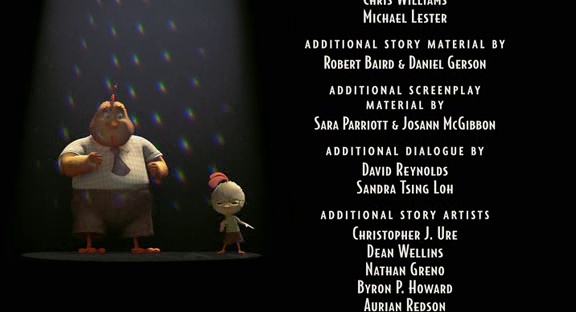 Chris Williams
Michael Lester
ADDITIONAL STORY MATERIAL BY
Robert Baird & Daniel Gerson
ADDITIONAL SCREENPLAY
MATERIAL BY
Sara Parriott & Josann McGibbon
ADDITIONAL DIALOGUE BY
David Reynolds
Sandra Tsing Loh
ADDITIONAL STORY ARTISTS
Christopher J. Ure
Dean Wellins
Nathan Greno
Byron P. Howard
Aurian Redson